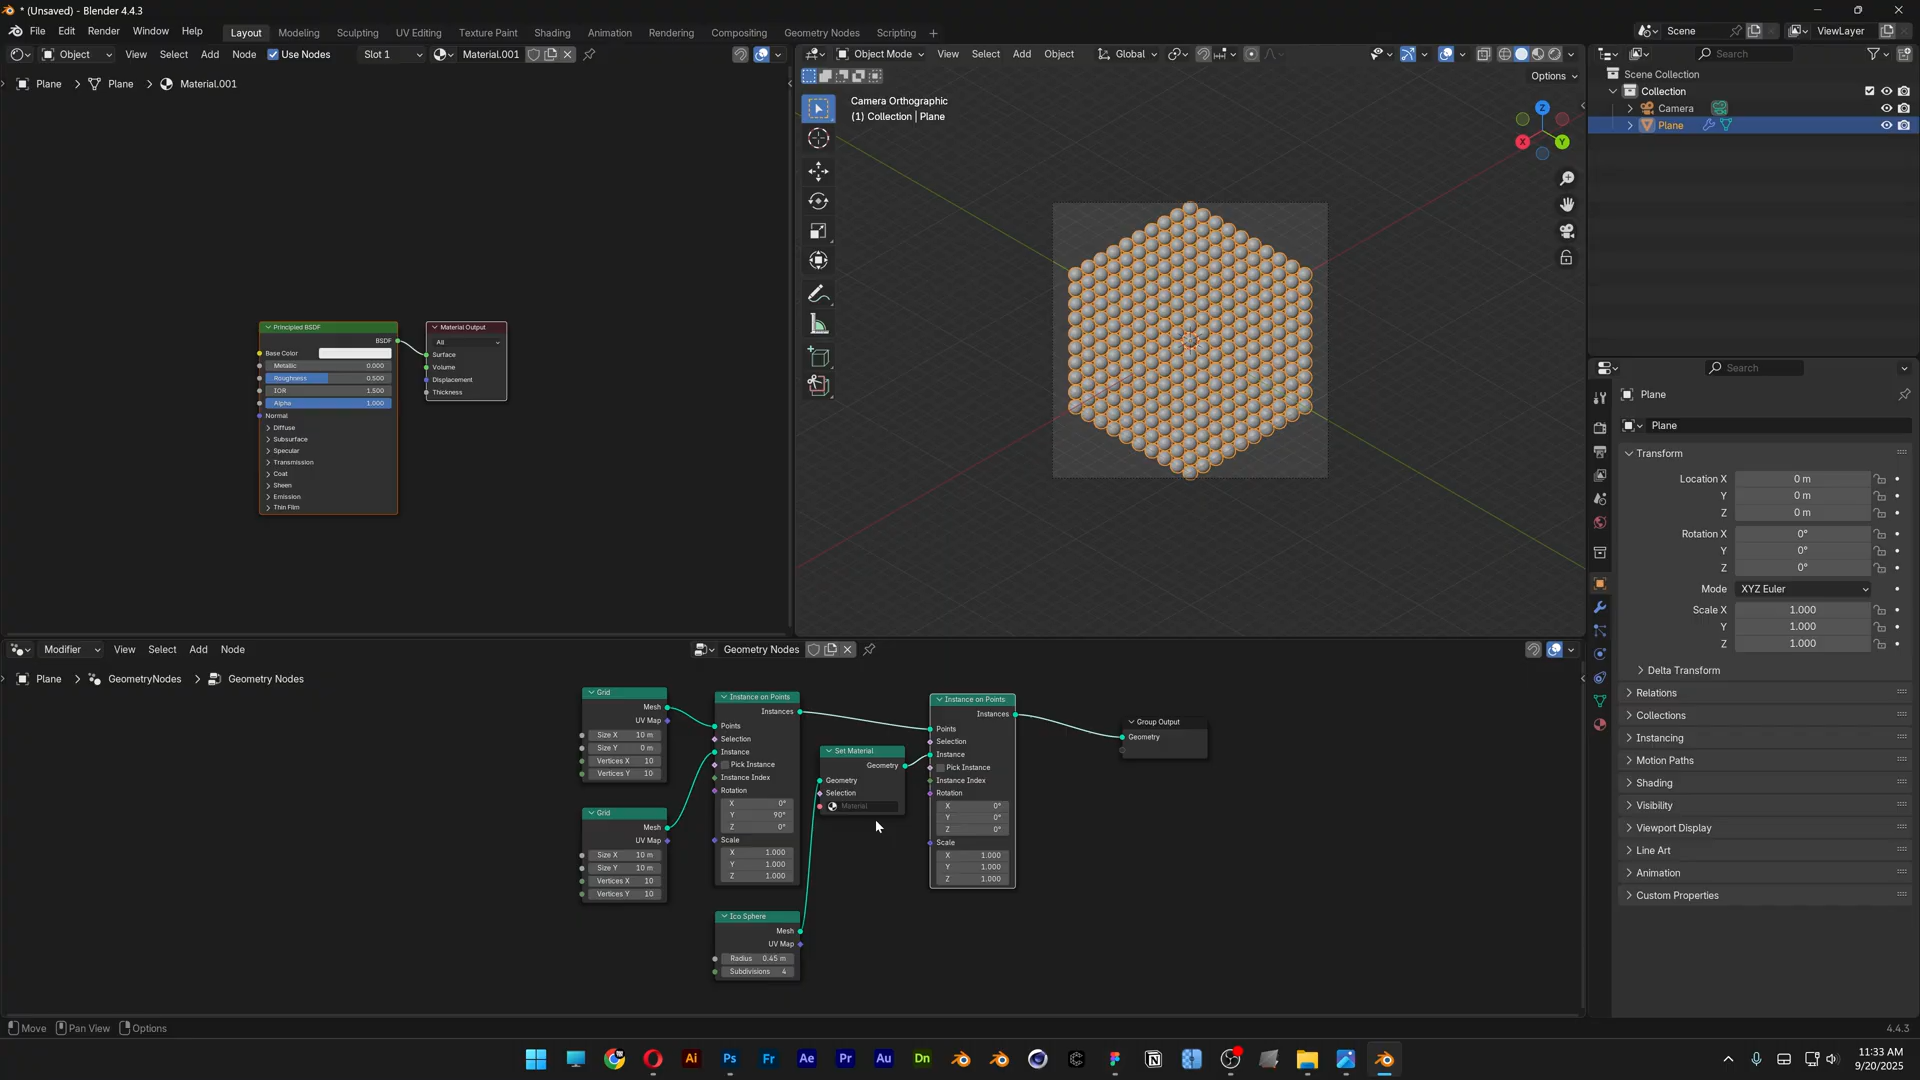 * (Unsaved) - Blender 4.4.3
File Edit Render Window Help
Layout Modeling Sculpting UV Editing Texture Paint Shading Animation Rendering Compositing Geometry Nodes Scripting +
Scene
ViewLayer
Object View Select Add Node Use Nodes Slot 1 Material.001
Plane > Plane > Material.001
Object Mode View Select Add Object Global
Options
Camera Orthographic
(1) Collection | Plane
Z
X
Y
Search
Scene Collection
Collection
Camera
Plane
Principled BSDF
BSDF
Base Color
Metallic 0.000
Roughness 0.500
IOR 1.500
Alpha 1.000
Normal
Diffuse
Subsurface
Specular
Transmission
Coat
Sheen
Emission
Thin Film
Material Output
All
Surface
Volume
Displacement
Thickness
Search
Plane
Plane
Transform
Location X 0 m
Y 0 m
Z 0 m
Rotation X 0°
Y 0°
Z 0°
Mode XYZ Euler
Scale X 1.000
Y 1.000
Z 1.000
Delta Transform
Relations
Collections
Instancing
Motion Paths
Shading
Visibility
Viewport Display
Line Art
Animation
Custom Properties
Modifier View Select Add Node Geometry Nodes
Plane > GeometryNodes > Geometry Nodes
Grid
Mesh
UV Map
Size X 10 m
Size Y 0 m
Vertices X 10
Vertices Y 10
Grid
Mesh
UV Map
Size X 10 m
Size Y 10 m
Vertices X 10
Vertices Y 10
Instance on Points
Instances
Points
Selection
Instance
Pick Instance
Instance Index
Rotation
X 0°
Y 90°
Z 0°
Scale
X 1.000
Y 1.000
Z 1.000
Ico Sphere
Mesh
UV Map
Radius 0.45 m
Subdivisions 4
Set Material
Geometry
Geometry
Selection
Material
Instance on Points
Instances
Points
Selection
Instance
Pick Instance
Instance Index
Rotation
X 0°
Y 0°
Z 0°
Scale
X 1.000
Y 1.000
Z 1.000
Group Output
Geometry
Move Pan View Options
4.4.3
Ai Ps Fr Ae Pr Au Dn
11:33 AM
9/20/2025